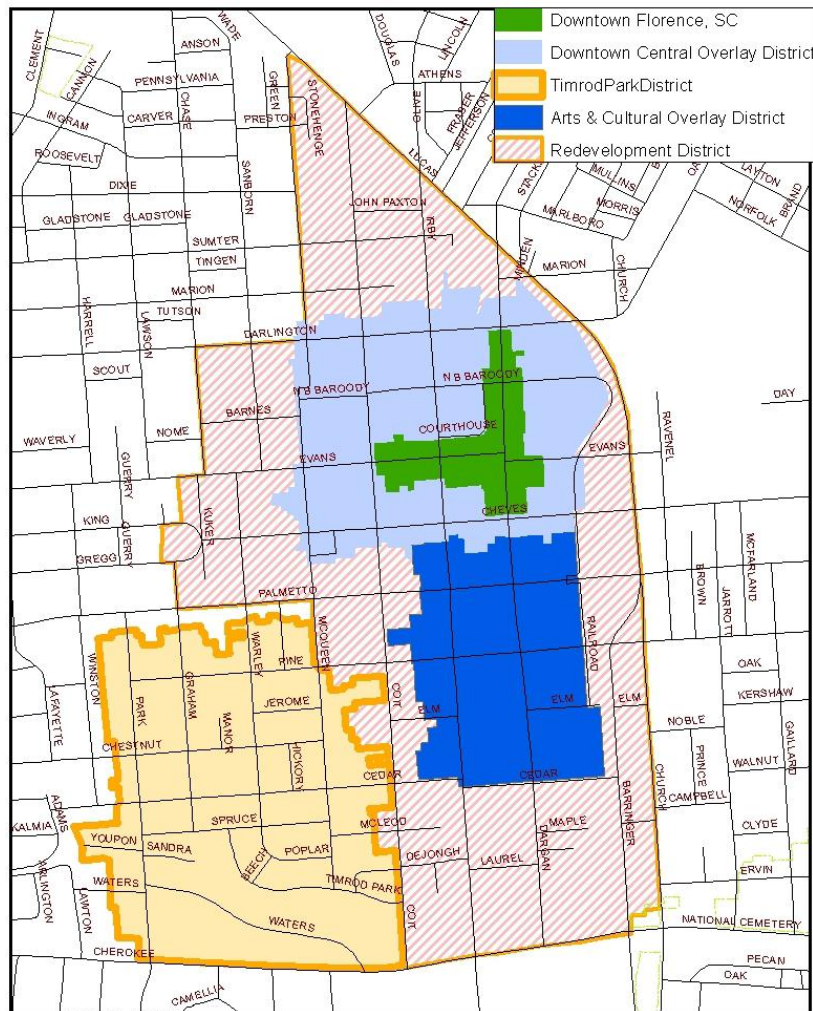 Downtown Florence, SC
Downtown Central Overlay District
TimrodParkDistrict
Arts & Cultural Overlay District
Redevelopment District
CLEMENT
CANNON
WADE
ANSON
PENNSYLVANIA
CHASE
CARVER
INGRAM
ROOSEVELT
GREEN
PRESTON
STONEHENGE
DOUGLAS
LINCOLN
ATHENS
OLIVE
FRASER
JEFFERSON
LUCAS
MULLINS
LAYTON
BRAND
NORFOLK
MORRIS
MARLBORO
DIXIE
SANBORN
GLADSTONE
GLADSTONE
JOHN PAXTON
IRBY
SUMTER
TINGEN
MARION
CHURCH
MARION
TUTSON
HARRELL
LAWSON
DARLINGTON
SCOUT
N B BAROODY
N B BAROODY
DAY
BARNES
COURTHOUSE
WAVERLY
NOME
RAVENEL
EVANS
EVANS
GUERRY
KING
KUKER
CHEVES
GUERRY
GREGG
BROWN
MCFARLAND
JARROTT
PALMETTO
MCQUEEN
WARLEY
RAILROAD
PINE
WINSTON
OAK
LAFAYETTE
PARK
GRAHAM
COIT
KERSHAW
JEROME
ELM
ELM
ELM
MANOR
NOBLE
GAILLARD
CHESTNUT
HICKORY
PRINCE
WALNUT
CEDAR
CEDAR
BARRINGER
CHURCH
CAMPBELL
ADAMS
KALMIA
SPRUCE
MCLEOD
MAPLE
CLYDE
YOUPON
SANDRA
BEECH
POPLAR
DEJONGH
LAUREL
DARGAN
ARLINGTON
ERVIN
WATERS
TIMROD PARK
LAWTON
WATERS
COIT
NATIONAL CEMETERY
CHEROKEE
PECAN
OAK
CAMELLIA